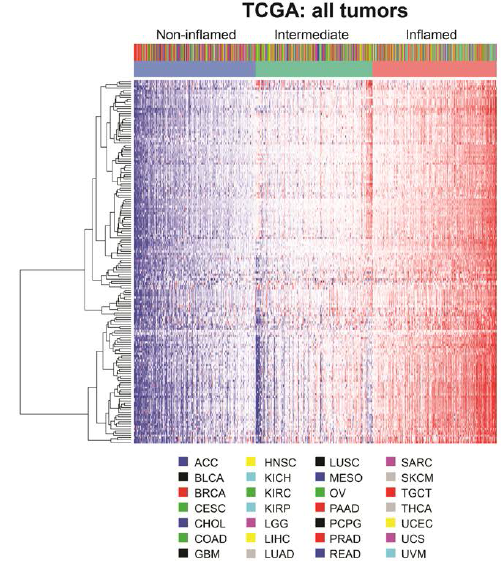 TCGA: all tumors
Non-inflamed Intermediate Inflamed
ACC HNSC LUSC SARC
BLCA KICH MESO SKCM
BRCA KIRC OV TGCT
CESC KIRP PAAD THCA
CHOL LGG PCPG UCEC
COAD LIHC PRAD UCS
GBM LUAD READ UVM